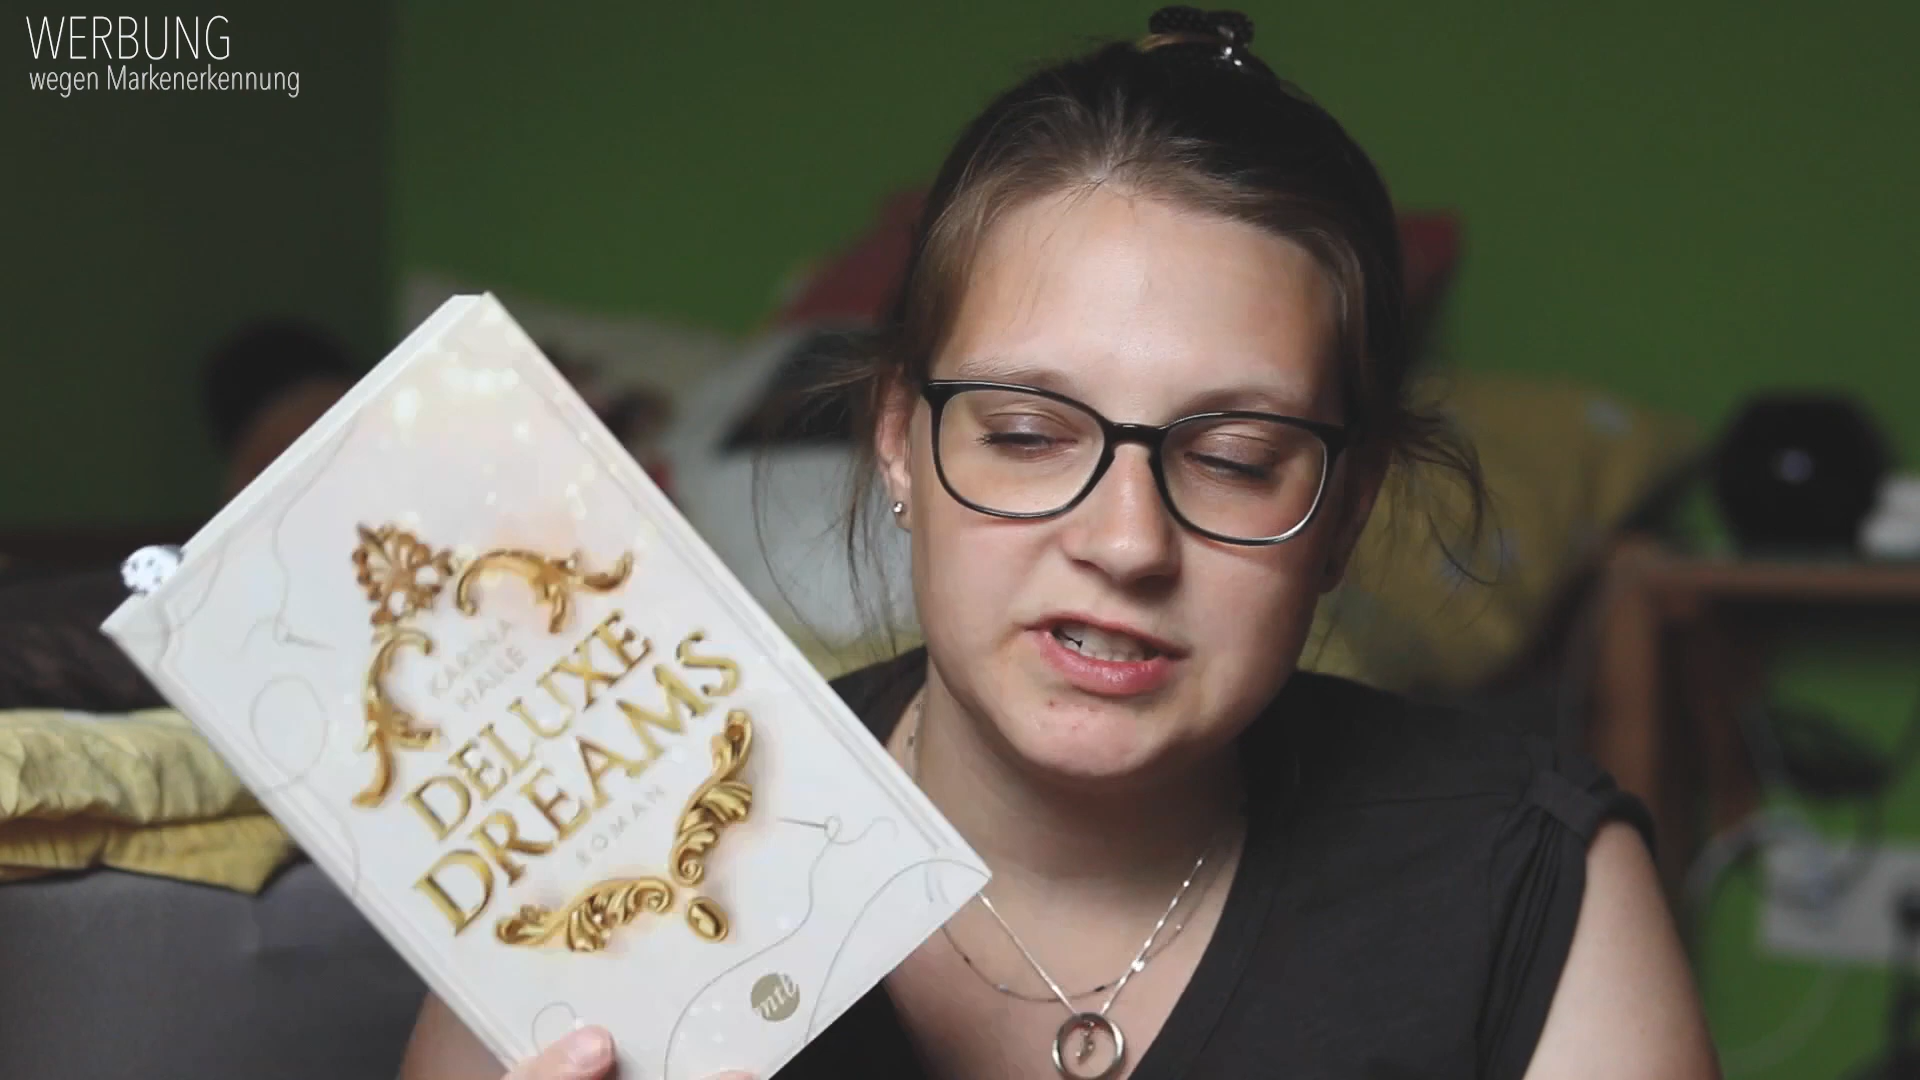 WERBUNG
wegen Markenerkennung
KARINA
HALLE
DELUXE
DREAMS
ROMAN
mtb